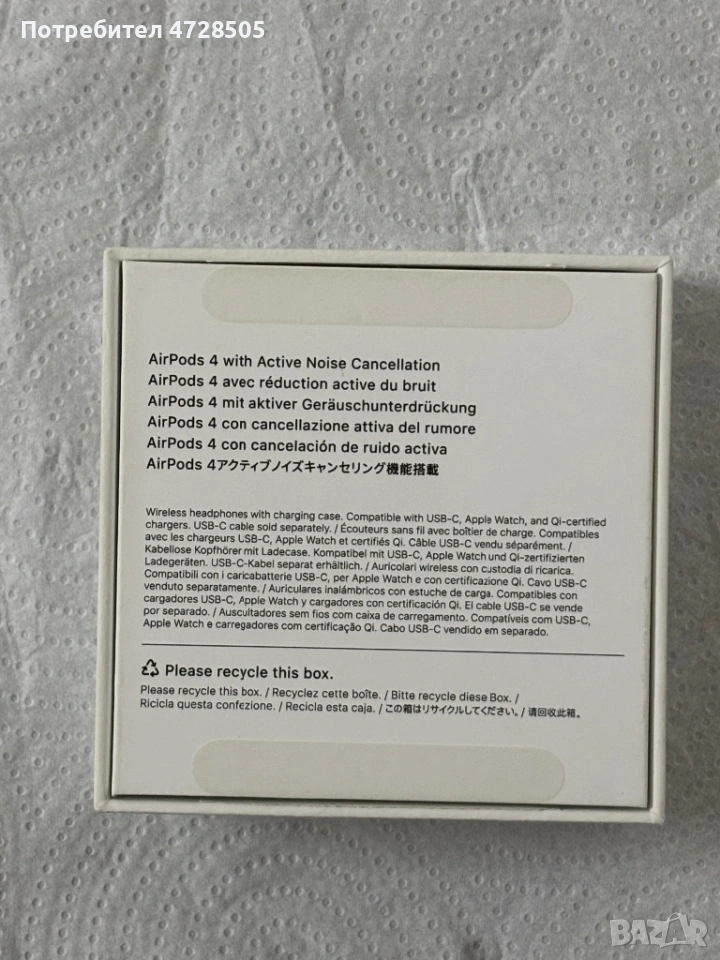 Потребител 4728505
AirPods 4 with Active Noise Cancellation
AirPods 4 avec réduction active du bruit
AirPods 4 mit aktiver Geräuschunterdrückung
AirPods 4 con cancellazione attiva del rumore
AirPods 4 con cancelación de ruido activa
AirPods 4アクティブノイズキャンセリング機能搭載
Wireless headphones with charging case. Compatible with USB-C, Apple Watch, and Qi-certified
chargers. USB-C cable sold separately. / Écouteurs sans fil avec boîtier de charge. Compatibles
avec les chargeurs USB-C, Apple Watch et certifiés Qi. Câble USB-C vendu séparément. /
Kabellose Kopfhörer mit Ladecase. Kompatibel mit USB-C, Apple Watch und Qi-zertifizierten
Ladegeräten. USB-C-Kabel separat erhältlich. / Auricolari wireless con custodia di ricarica.
Compatibili con i caricabatterie USB-C, per Apple Watch e con certificazione Qi. Cavo USB-C
venduto separatamente. / Auriculares inalámbricos con estuche de carga. Compatibles con
cargadores USB-C, Apple Watch y cargadores con certificación Qi. El cable USB-C se vende
por separado. / Auscultadores sem fios com caixa de carregamento. Compatíveis com USB-C,
Apple Watch e carregadores com certificação Qi. Cabo USB-C vendido em separado.
Please recycle this box.
Please recycle this box. / Recyclez cette boîte. / Bitte recycle diese Box. /
Ricicla questa confezione. / Recicla esta caja. / この箱はリサイクルしてください。/ 请回收此箱。
BAZAR